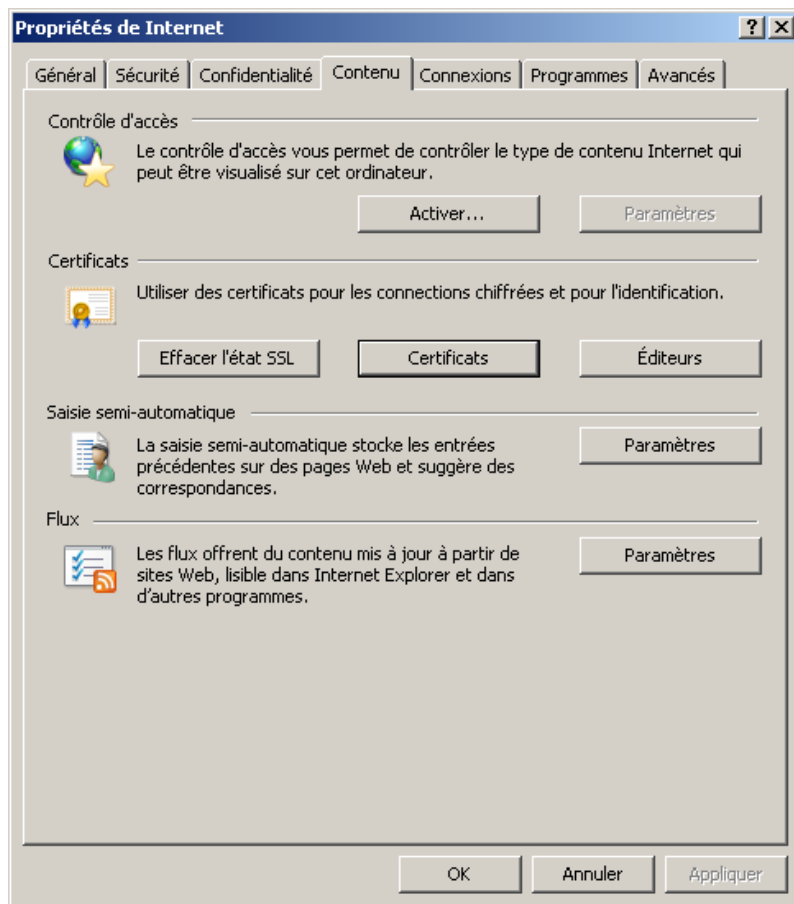 Propriétés de Internet
Général Sécurité Confidentialité Contenu Connexions Programmes Avancés
Contrôle d'accès
Le contrôle d'accès vous permet de contrôler le type de contenu Internet qui
peut être visualisé sur cet ordinateur.
Activer... Paramètres
Certificats
Utiliser des certificats pour les connections chiffrées et pour l'identification.
Effacer l'état SSL Certificats Éditeurs
Saisie semi-automatique
La saisie semi-automatique stocke les entrées
précédentes sur des pages Web et suggère des
correspondances.
Paramètres
Flux
Les flux offrent du contenu mis à jour à partir de
sites Web, lisible dans Internet Explorer et dans
d'autres programmes.
Paramètres
OK Annuler Appliquer